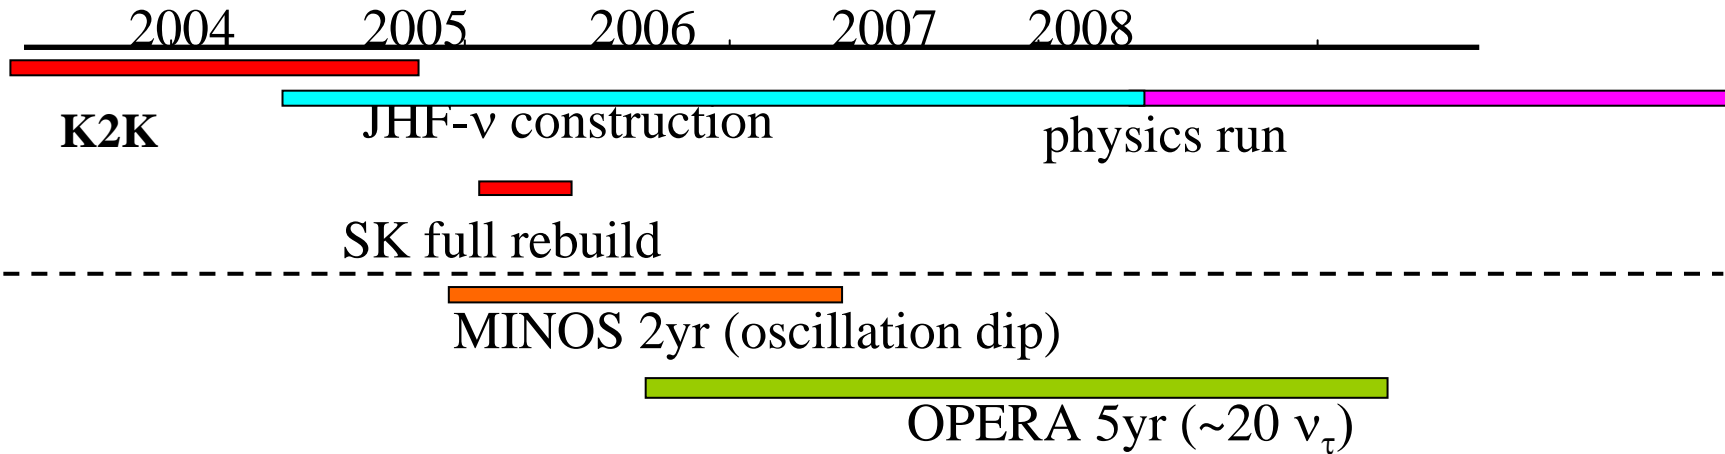 2004 2005 2006 2007 2008
JHF-ν construction
K2K
physics run
SK full rebuild
MINOS 2yr (oscillation dip)
OPERA 5yr (~20 ντ)